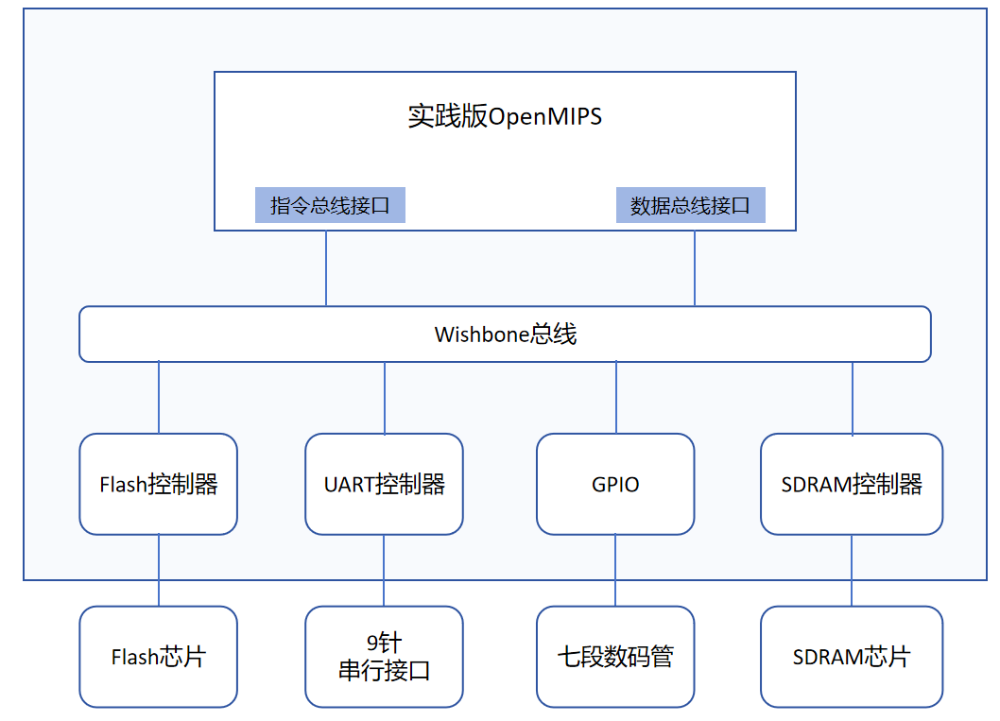 实践版OpenMIPS
指令总线接口
数据总线接口
Wishbone总线
Flash控制器
UART控制器
GPIO
SDRAM控制器
Flash芯片
9针
串行接口
七段数码管
SDRAM芯片